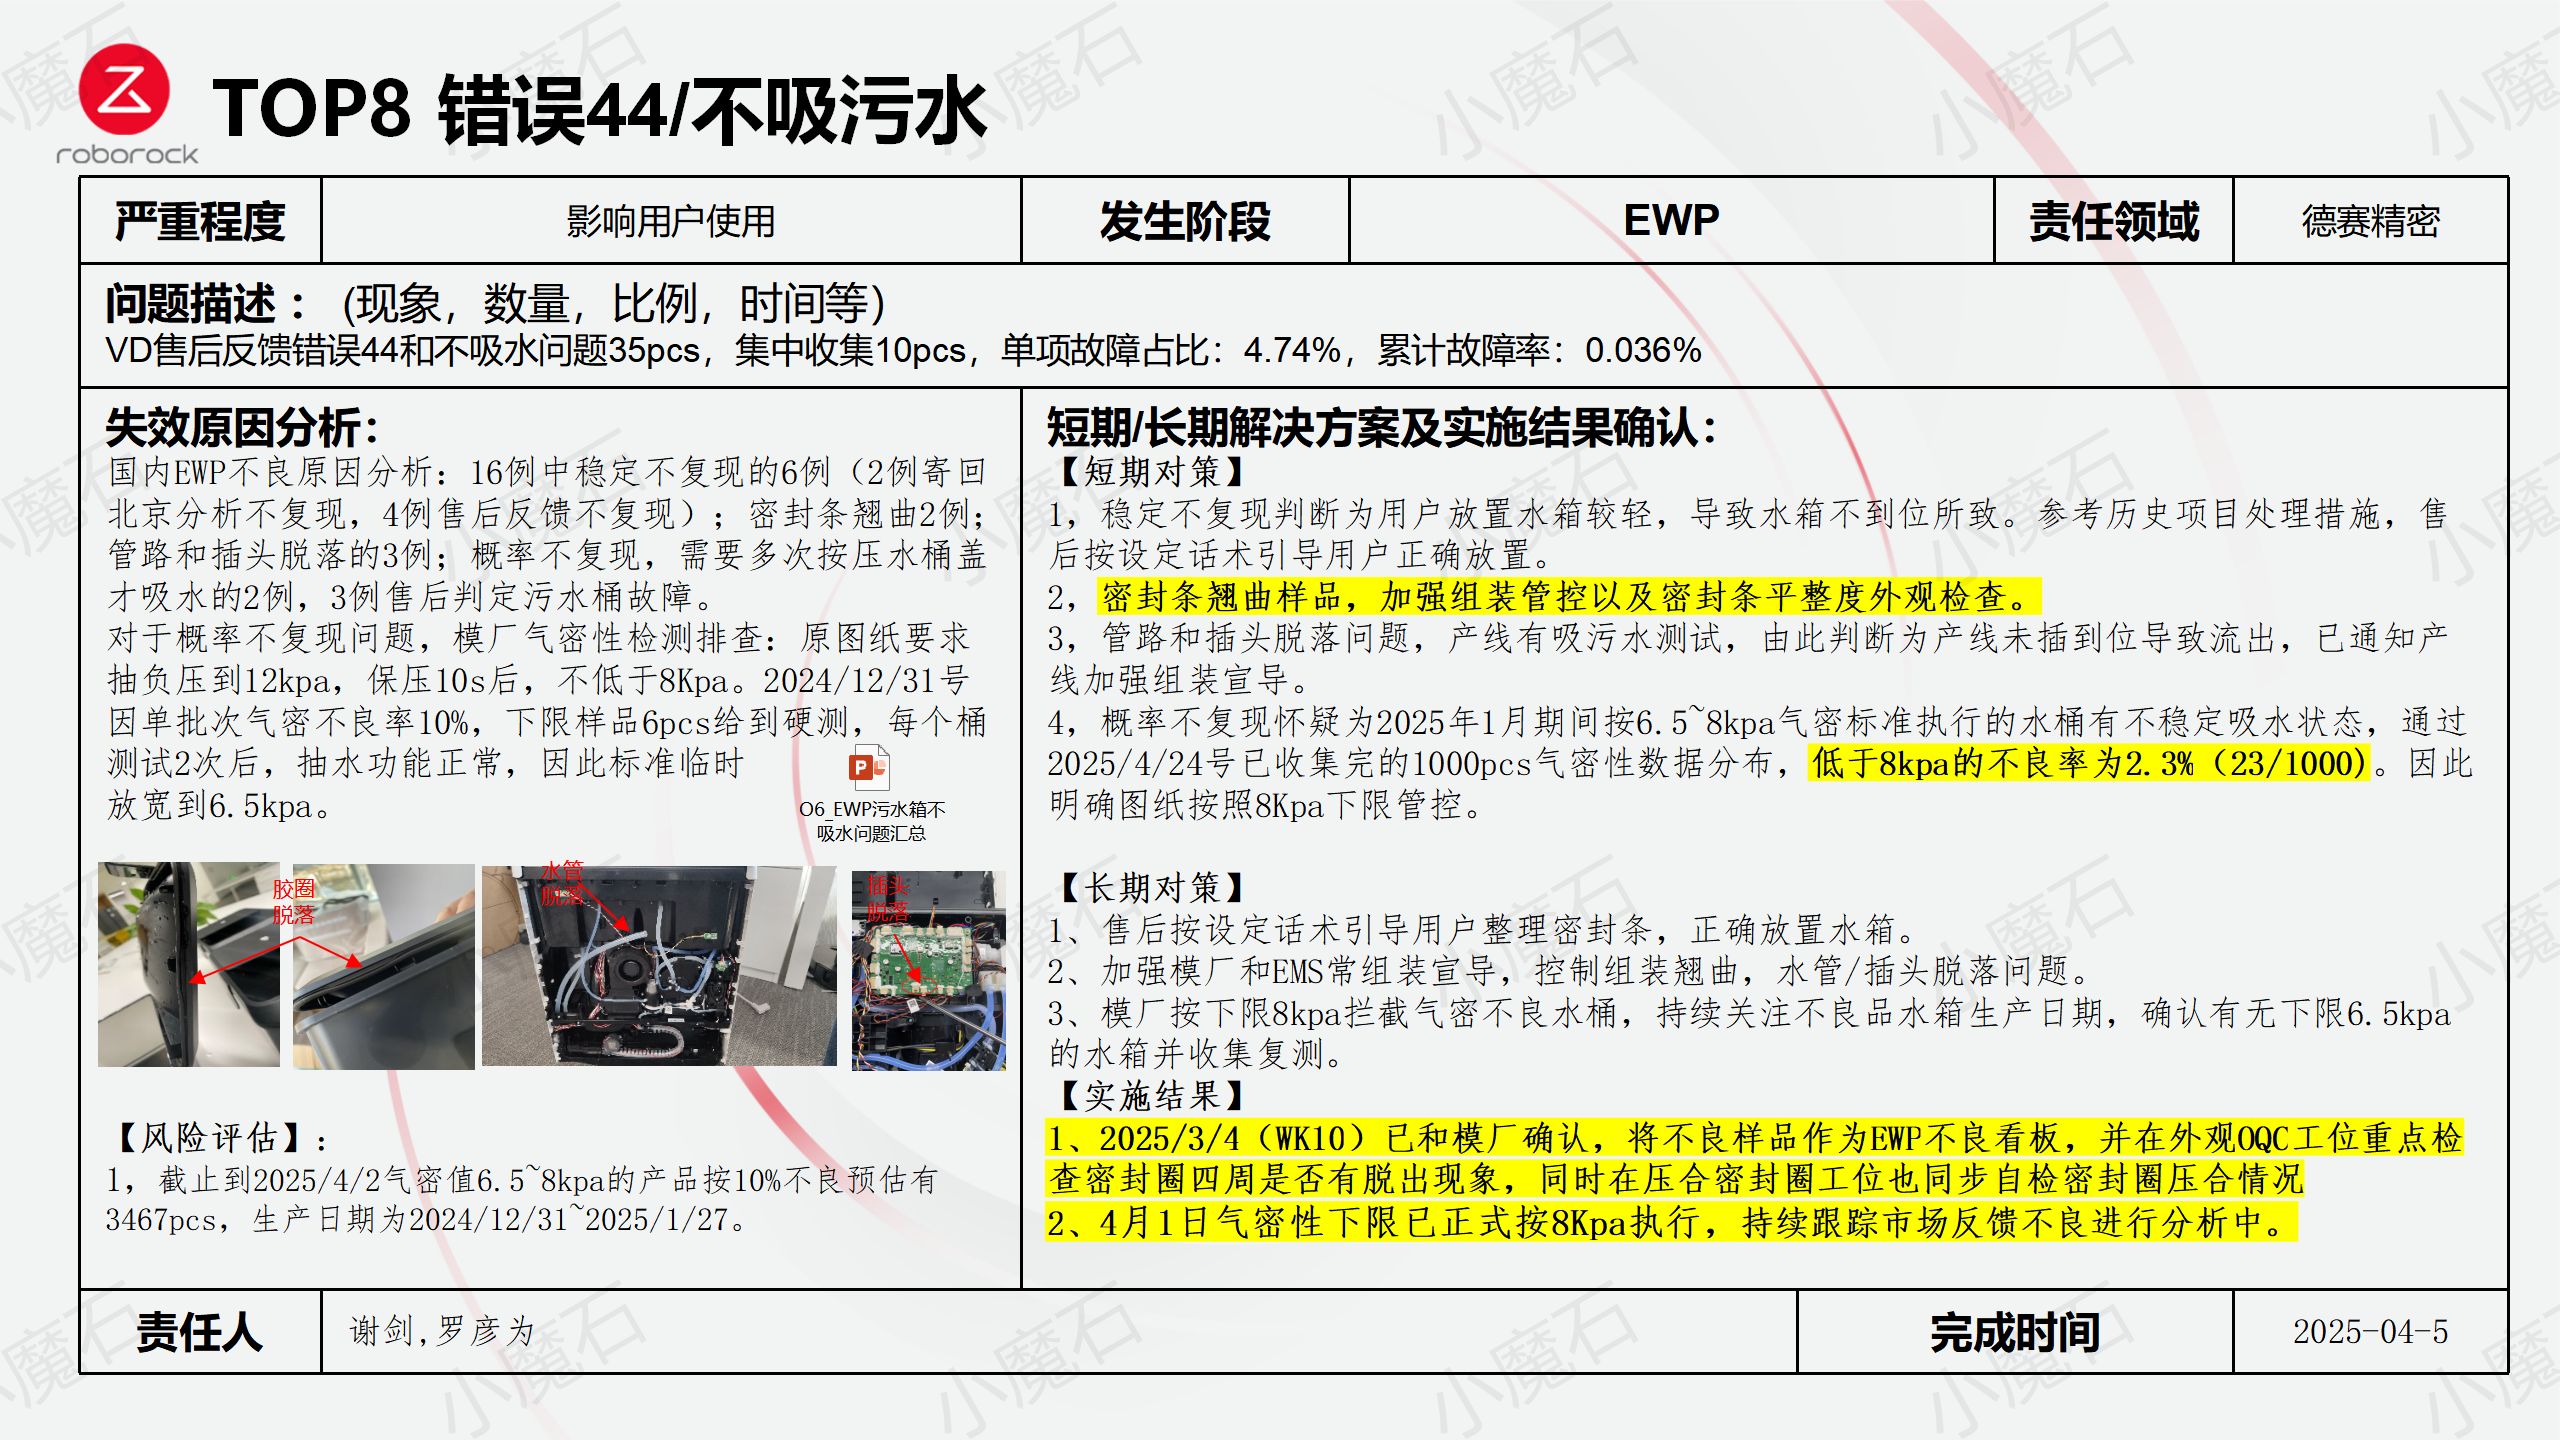 roborock
TOP8 错误44/不吸污水
严重程度 影响用户使用 发生阶段 EWP 责任领域 德赛精密
问题描述 ： (现象，数量，比例，时间等)
VD售后反馈错误44和不吸水问题35pcs，集中收集10pcs，单项故障占比：4.74%，累计故障率：0.036%
失效原因分析：
国内EWP不良原因分析：16例中稳定不复现的6例（2例寄回
北京分析不复现，4例售后反馈不复现）；密封条翘曲2例；
管路和插头脱落的3例；概率不复现，需要多次按压水桶盖
才吸水的2例，3例售后判定污水桶故障。
对于概率不复现问题，模厂气密性检测排查：原图纸要求
抽负压到12kpa，保压10s后，不低于8Kpa。2024/12/31号
因单批次气密不良率10%，下限样品6pcs给到硬测，每个桶
测试2次后，抽水功能正常，因此标准临时
放宽到6.5kpa。
O6_EWP污水箱不
吸水问题汇总
胶圈
脱落
水管
脱落
插头
脱落
【风险评估】：
1，截止到2025/4/2气密值6.5~8kpa的产品按10%不良预估有
3467pcs，生产日期为2024/12/31~2025/1/27。
短期/长期解决方案及实施结果确认：
【短期对策】
1，稳定不复现判断为用户放置水箱较轻，导致水箱不到位所致。参考历史项目处理措施，售
后按设定话术引导用户正确放置。
2，密封条翘曲样品，加强组装管控以及密封条平整度外观检查。
3，管路和插头脱落问题，产线有吸污水测试，由此判断为产线未插到位导致流出，已通知产
线加强组装宣导。
4，概率不复现怀疑为2025年1月期间按6.5~8kpa气密标准执行的水桶有不稳定吸水状态，通过
2025/4/24号已收集完的1000pcs气密性数据分布，低于8kpa的不良率为2.3%（23/1000)。因此
明确图纸按照8Kpa下限管控。
【长期对策】
1、售后按设定话术引导用户整理密封条，正确放置水箱。
2、加强模厂和EMS常组装宣导，控制组装翘曲，水管/插头脱落问题。
3、模厂按下限8kpa拦截气密不良水桶，持续关注不良品水箱生产日期，确认有无下限6.5kpa
的水箱并收集复测。
【实施结果】
1、2025/3/4（WK10）已和模厂确认，将不良样品作为EWP不良看板，并在外观OQC工位重点检
查密封圈四周是否有脱出现象，同时在压合密封圈工位也同步自检密封圈压合情况
2、4月1日气密性下限已正式按8Kpa执行，持续跟踪市场反馈不良进行分析中。
责任人 谢剑,罗彦为 完成时间 2025-04-5
小魔石